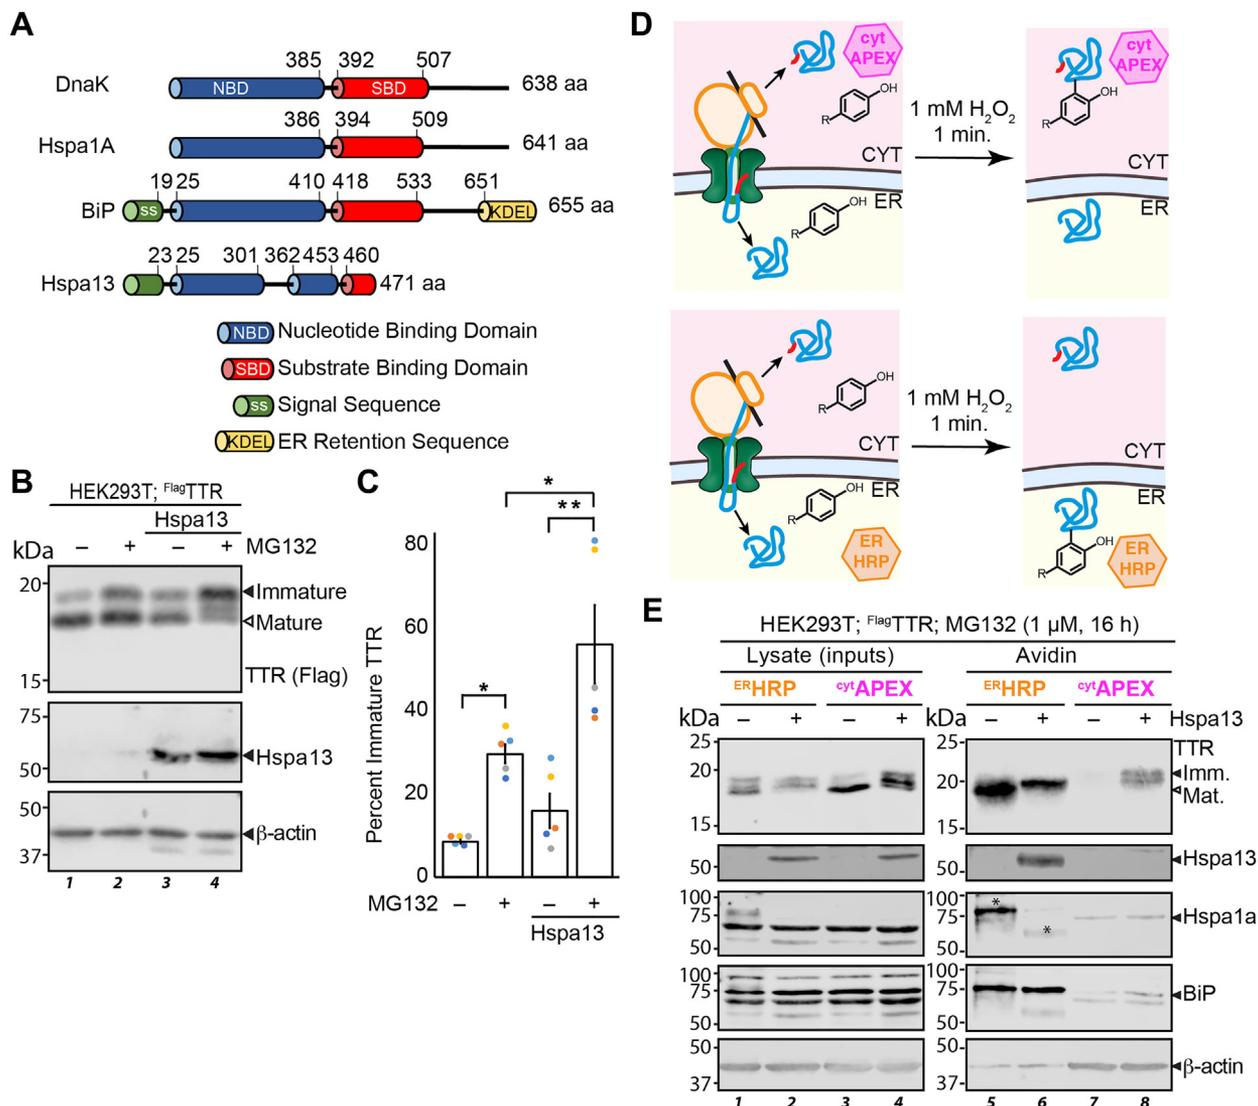 A
385 392 507
DnaK NBD SBD 638 aa
386 394 509
Hspa1A 641 aa
19 25 410 418 533 651
BiP ss KDEL 655 aa
23 25 301 362 453 460
Hspa13 471 aa
NBD Nucleotide Binding Domain
SBD Substrate Binding Domain
ss Signal Sequence
KDEL ER Retention Sequence
B
HEK293T; FlagTTR
Hspa13
kDa − + − + MG132
20
Immature
Mature
TTR (Flag)
15
75
Hspa13
50
50
β-actin
37
1 2 3 4
C
*
**
*
Percent Immature TTR
80
60
40
20
0
MG132 − + − +
Hspa13
D
cyt
APEX
OH
R
CYT
ER
OH
R
1 mM H2O2
1 min.
cyt
APEX
OH
R
CYT
ER
OH
R
CYT
ER
OH
R
ER
HRP
1 mM H2O2
1 min.
CYT
ER
OH
R
ER
HRP
E
HEK293T; FlagTTR; MG132 (1 µM, 16 h)
Lysate (inputs) Avidin
ERHRP cytAPEX ERHRP cytAPEX
kDa − + − + kDa − + − + Hspa13
25 25 TTR
20 20 Imm.
Mat.
15 15
50 50 Hspa13
100 100
75 75 * * Hspa1a
50 50
100 100
75 75 BiP
50 50
50 50
β-actin
37 37
1 2 3 4 5 6 7 8